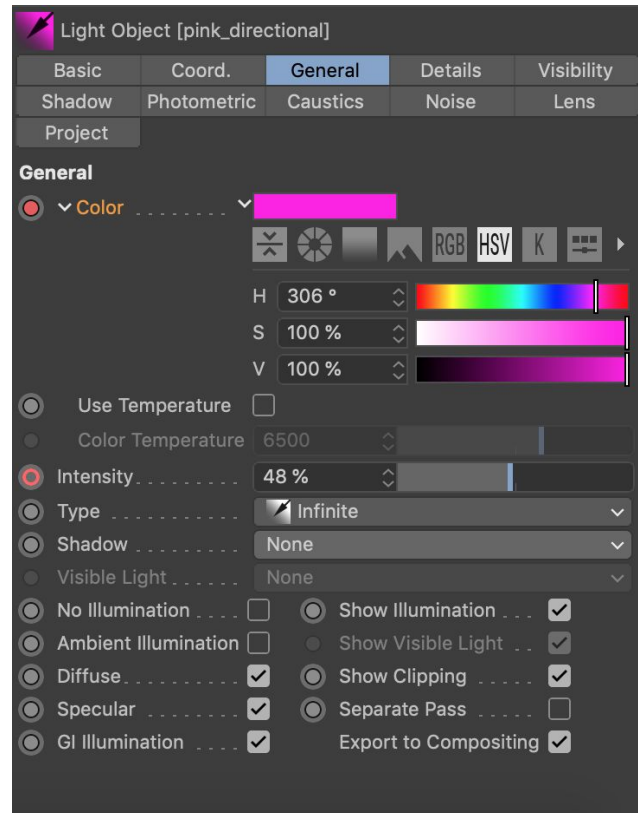 Light Object [pink_directional]
Basic Coord. General Details Visibility
Shadow Photometric Caustics Noise Lens
Project
General
Color
RGB HSV K
H 306 °
S 100 %
V 100 %
Use Temperature
Color Temperature 6500
Intensity 48 %
Type Infinite
Shadow None
Visible Light None
No Illumination Show Illumination
Ambient Illumination Show Visible Light
Diffuse Show Clipping
Specular Separate Pass
GI Illumination Export to Compositing